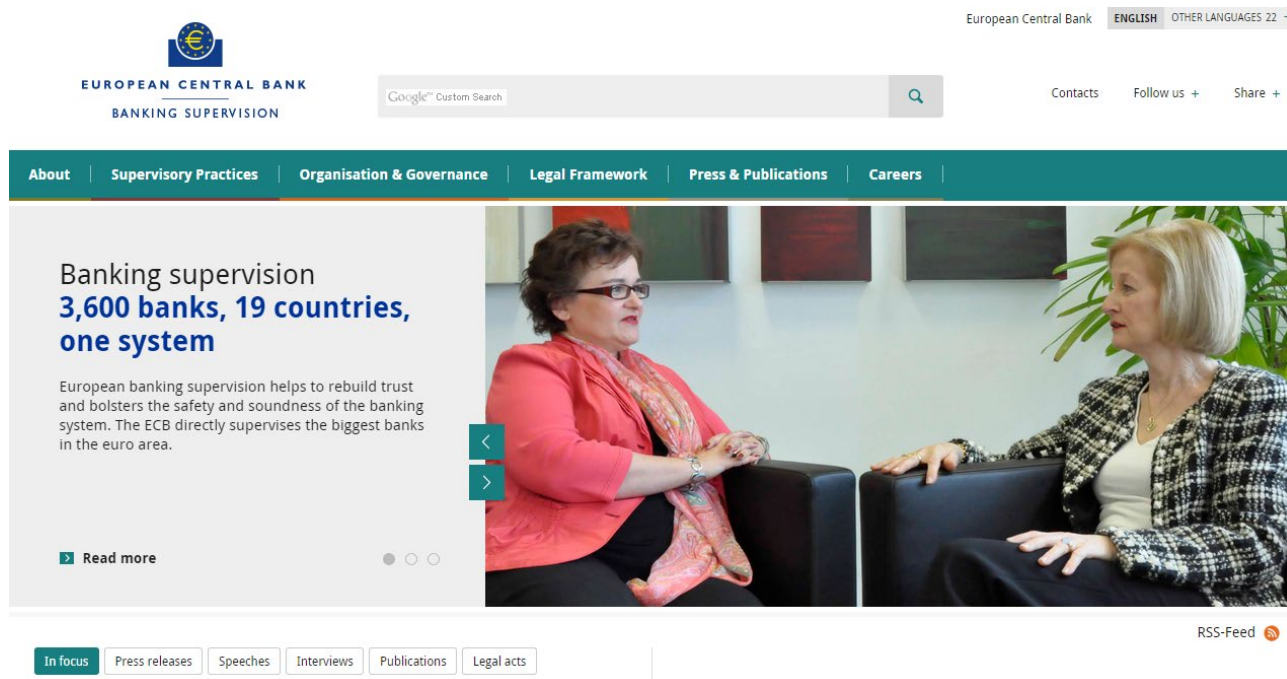 European Central Bank ENGLISH OTHER LANGUAGES 22
EUROPEAN CENTRAL BANK
BANKING SUPERVISION
Google™ Custom Search
Contacts Follow us + Share +
About Supervisory Practices Organisation & Governance Legal Framework Press & Publications Careers
Banking supervision
3,600 banks, 19 countries,
one system
European banking supervision helps to rebuild trust
and bolsters the safety and soundness of the banking
system. The ECB directly supervises the biggest banks
in the euro area.
Read more
RSS-Feed
In focus Press releases Speeches Interviews Publications Legal acts